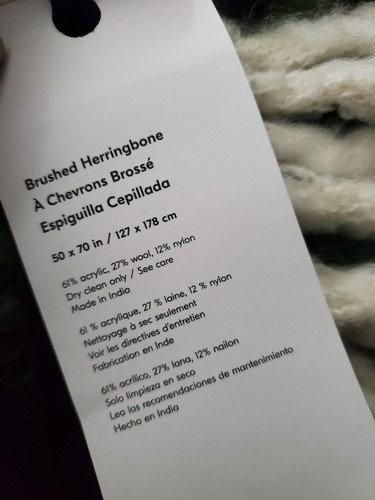 Brushed Herringbone
À Chevrons Brossé
Espiguilla Cepillada
50 x 70 in / 127 x 178 cm
61% acrylic, 27% wool, 12% nylon
Dry clean only / See care
Made in India
61 % acrylique, 27 % laine, 12 % nylon
Nettoyage à sec seulement
Voir les directives d'entretien
Fabrication en Inde
61% acrílico, 27% lana, 12% nailon
Solo limpieza en seco
Lea las recomendaciones de mantenimiento
Hecho en India